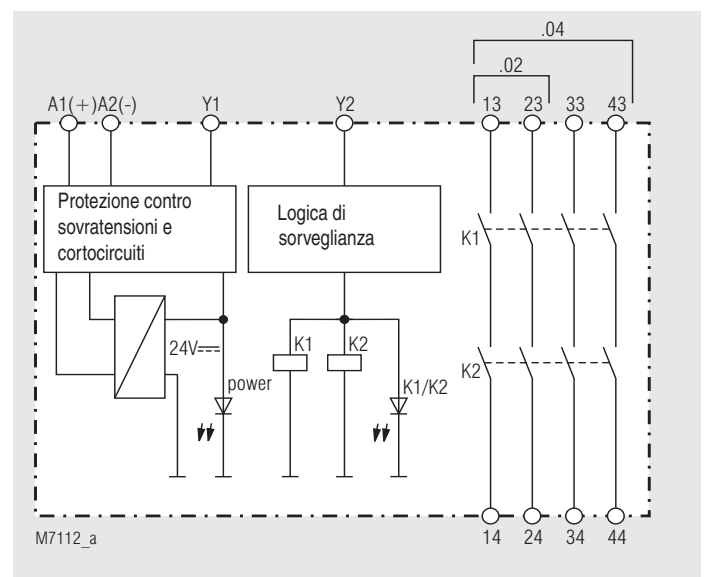 .04
.02
A1(+) A2(-) Y1 Y2 13 23 33 43
Protezione contro
sovratensioni e
cortocircuiti
Logica di
sorveglianza
K1
24V
K1 K2
K2
power
K1/K2
M7112_a
14 24 34 44